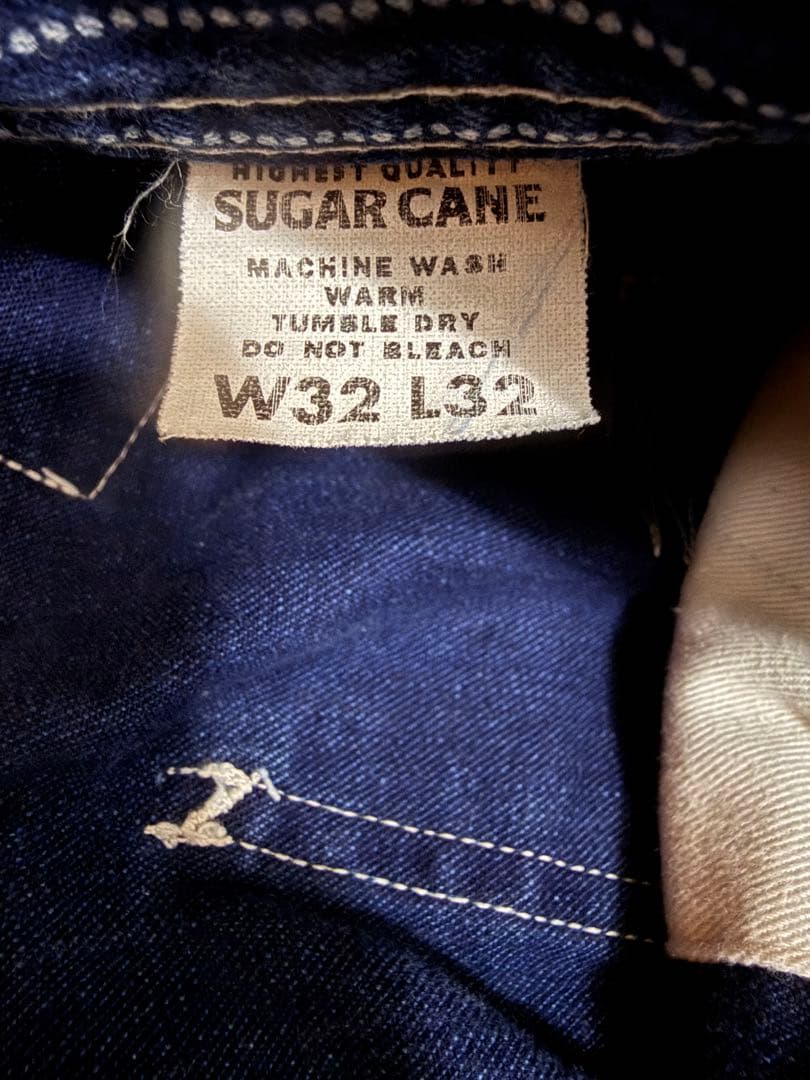 HIGHEST QUALITY
SUGAR CANE
MACHINE WASH
WARM
TUMBLE DRY
DO NOT BLEACH
W32 L32